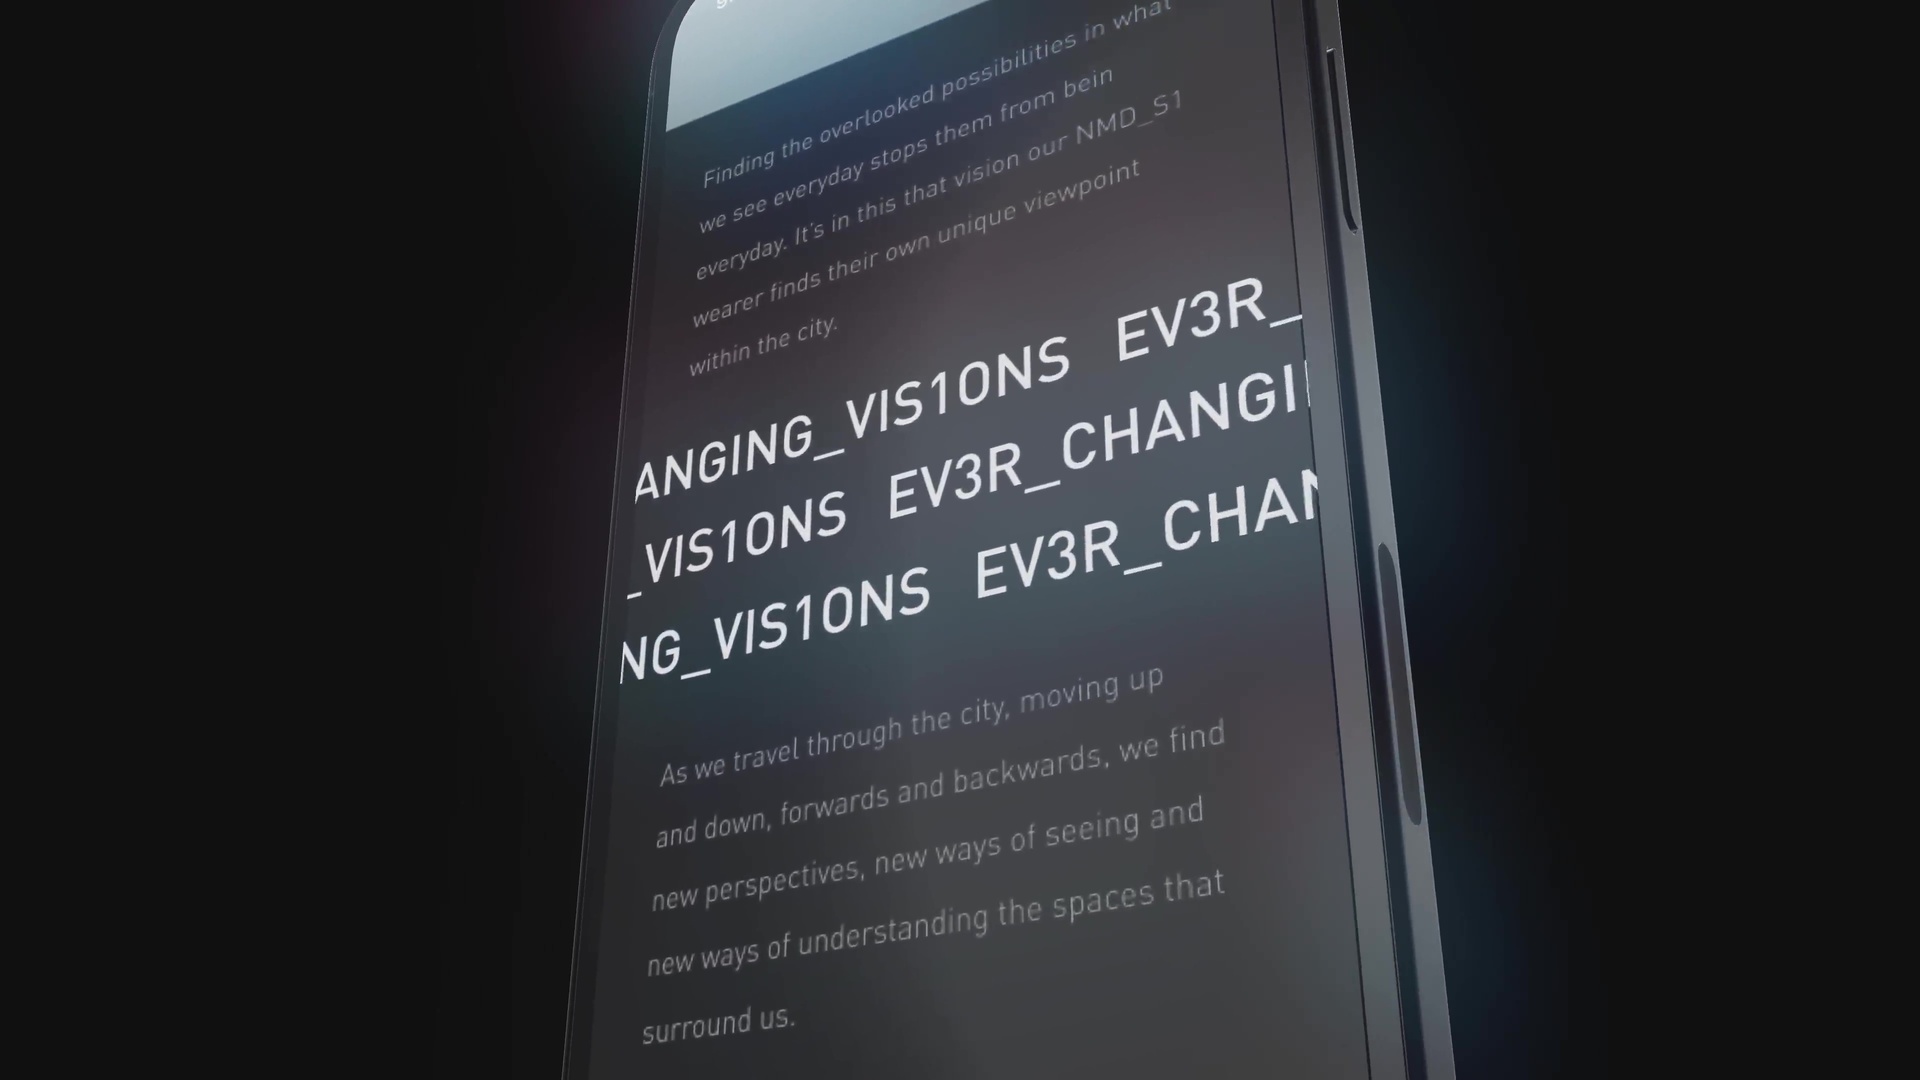 Finding the overlooked possibilities in what
we see everyday stops them from bein
everyday. It's in this that vision our NMD_S1
wearer finds their own unique viewpoint
within the city.
ANGING_VIS1ONS EV3R_
_VIS1ONS EV3R_CHANGI
NG_VIS1ONS EV3R_CHAN
As we travel through the city, moving up
and down, forwards and backwards, we find
new perspectives, new ways of seeing and
new ways of understanding the spaces that
surround us.